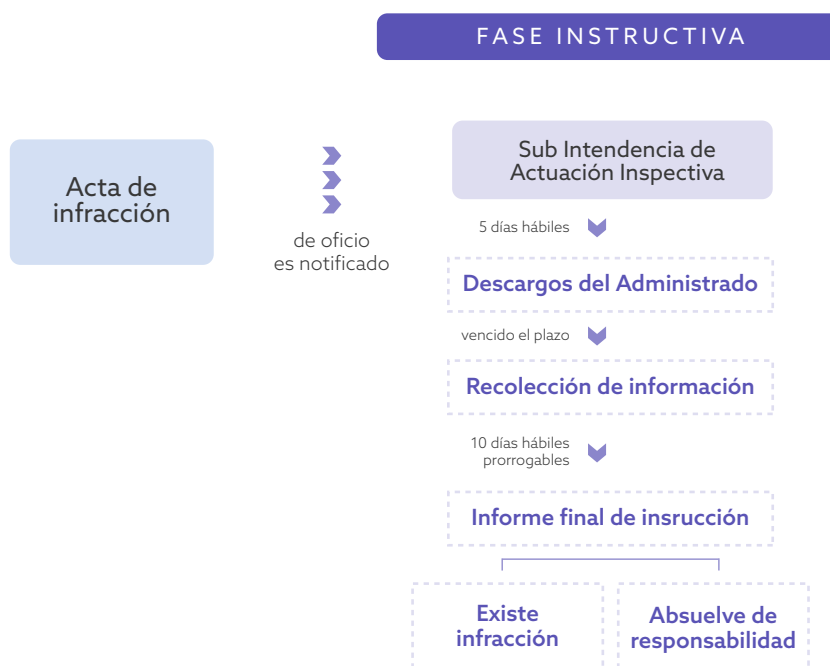 FASE INSTRUCTIVA
Acta de
infracción
de oficio
es notificado
Sub Intendencia de
Actuación Inspectiva
5 días hábiles
Descargos del Administrado
vencido el plazo
Recolección de información
10 días hábiles
prorrogables
Informe final de insrucción
Existe
infracción
Absuelve de
responsabilidad